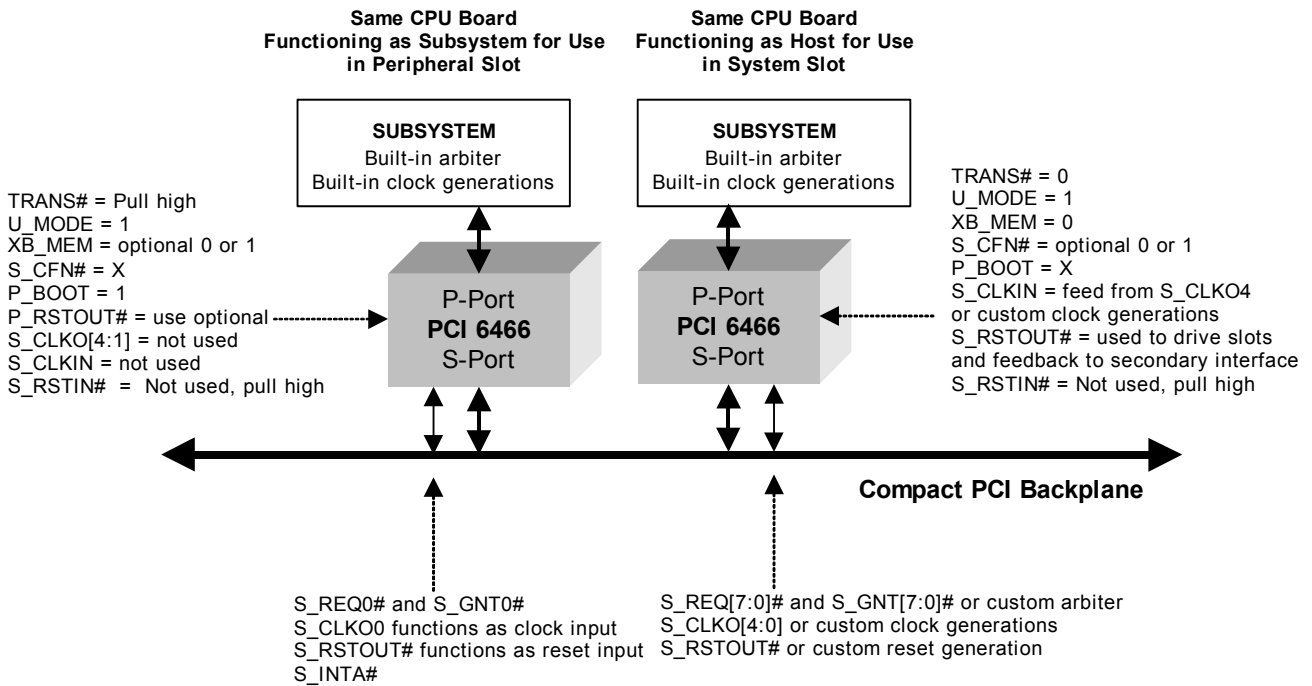 Same CPU Board
Functioning as Subsystem for Use
in Peripheral Slot
Same CPU Board
Functioning as Host for Use
in System Slot
SUBSYSTEM
Built-in arbiter
Built-in clock generations
SUBSYSTEM
Built-in arbiter
Built-in clock generations
TRANS# = Pull high
U_MODE = 1
XB_MEM = optional 0 or 1
S_CFN# = X
P_BOOT = 1
P_RSTOUT# = use optional
S_CLKO[4:1] = not used
S_CLKIN = not used
S_RSTIN# = Not used, pull high
P-Port
PCI 6466
S-Port
P-Port
PCI 6466
S-Port
TRANS# = 0
U_MODE = 1
XB_MEM = 0
S_CFN# = optional 0 or 1
P_BOOT = X
S_CLKIN = feed from S_CLKO4
or custom clock generations
S_RSTOUT# = used to drive slots
and feedback to secondary interface
S_RSTIN# = Not used, pull high
Compact PCI Backplane
S_REQ0# and S_GNT0#
S_CLKO0 functions as clock input
S_RSTOUT# functions as reset input
S_INTA#
S_REQ[7:0]# and S_GNT[7:0]# or custom arbiter
S_CLKO[4:0] or custom clock generations
S_RSTOUT# or custom reset generation